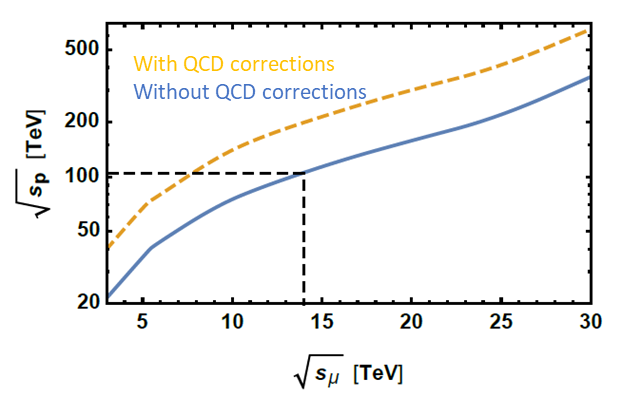 500
200
100
50
20
√sp [TeV]
With QCD corrections
Without QCD corrections
5 10 15 20 25 30
√sμ [TeV]